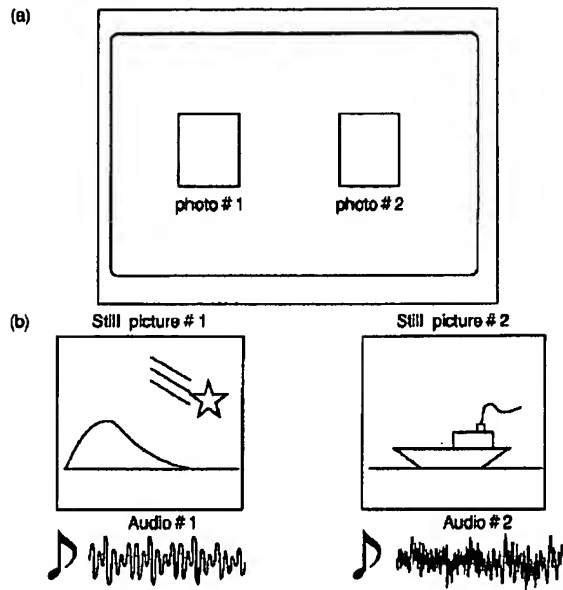 (a)
photo # 1 photo # 2
(b) Still picture # 1 Still picture # 2
Audio # 1 Audio # 2